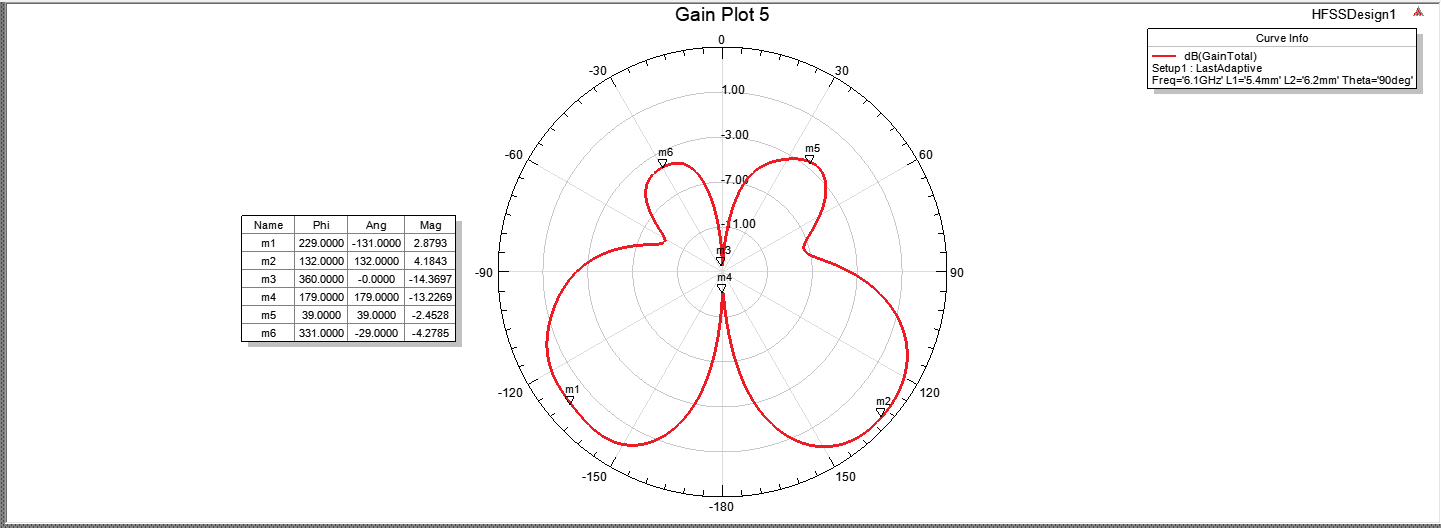 Gain Plot 5
HFSSDesign1
Curve Info
dB(GainTotal)
Setup1 : LastAdaptive
Freq='6.1GHz' L1='5.4mm' L2='6.2mm' Theta='90deg'
0
-30
30
1.00
-3.00
-60
60
m6
m5
-7.00
-11.00
m3
-90
90
m4
-120
120
m1
m2
-150
150
-180
Name Phi Ang Mag
m1 229.0000 -131.0000 2.8793
m2 132.0000 132.0000 4.1843
m3 360.0000 -0.0000 -14.3697
m4 179.0000 179.0000 -13.2269
m5 39.0000 39.0000 -2.4528
m6 331.0000 -29.0000 -4.2785